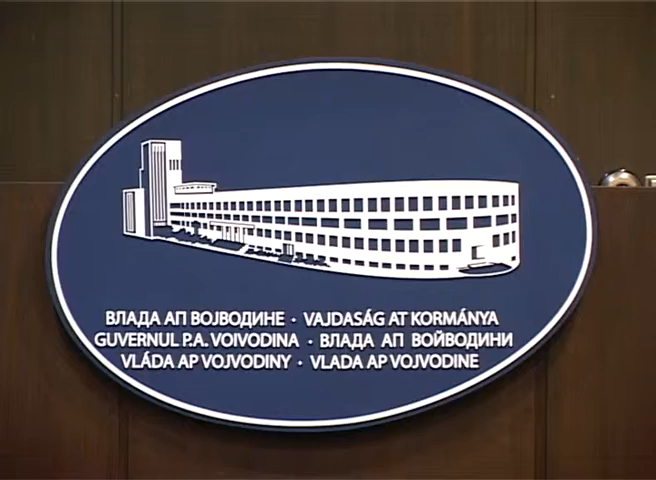 ВЛАДА АП ВОЈВОДИНЕ · VAJDASÁG AT KORMÁNYA
GUVERNUL P.A. VOIVODINA · ВЛАДА АП ВОЙВОДИНИ
VLÁDA AP VOJVODINY · VLADA AP VOJVODINE